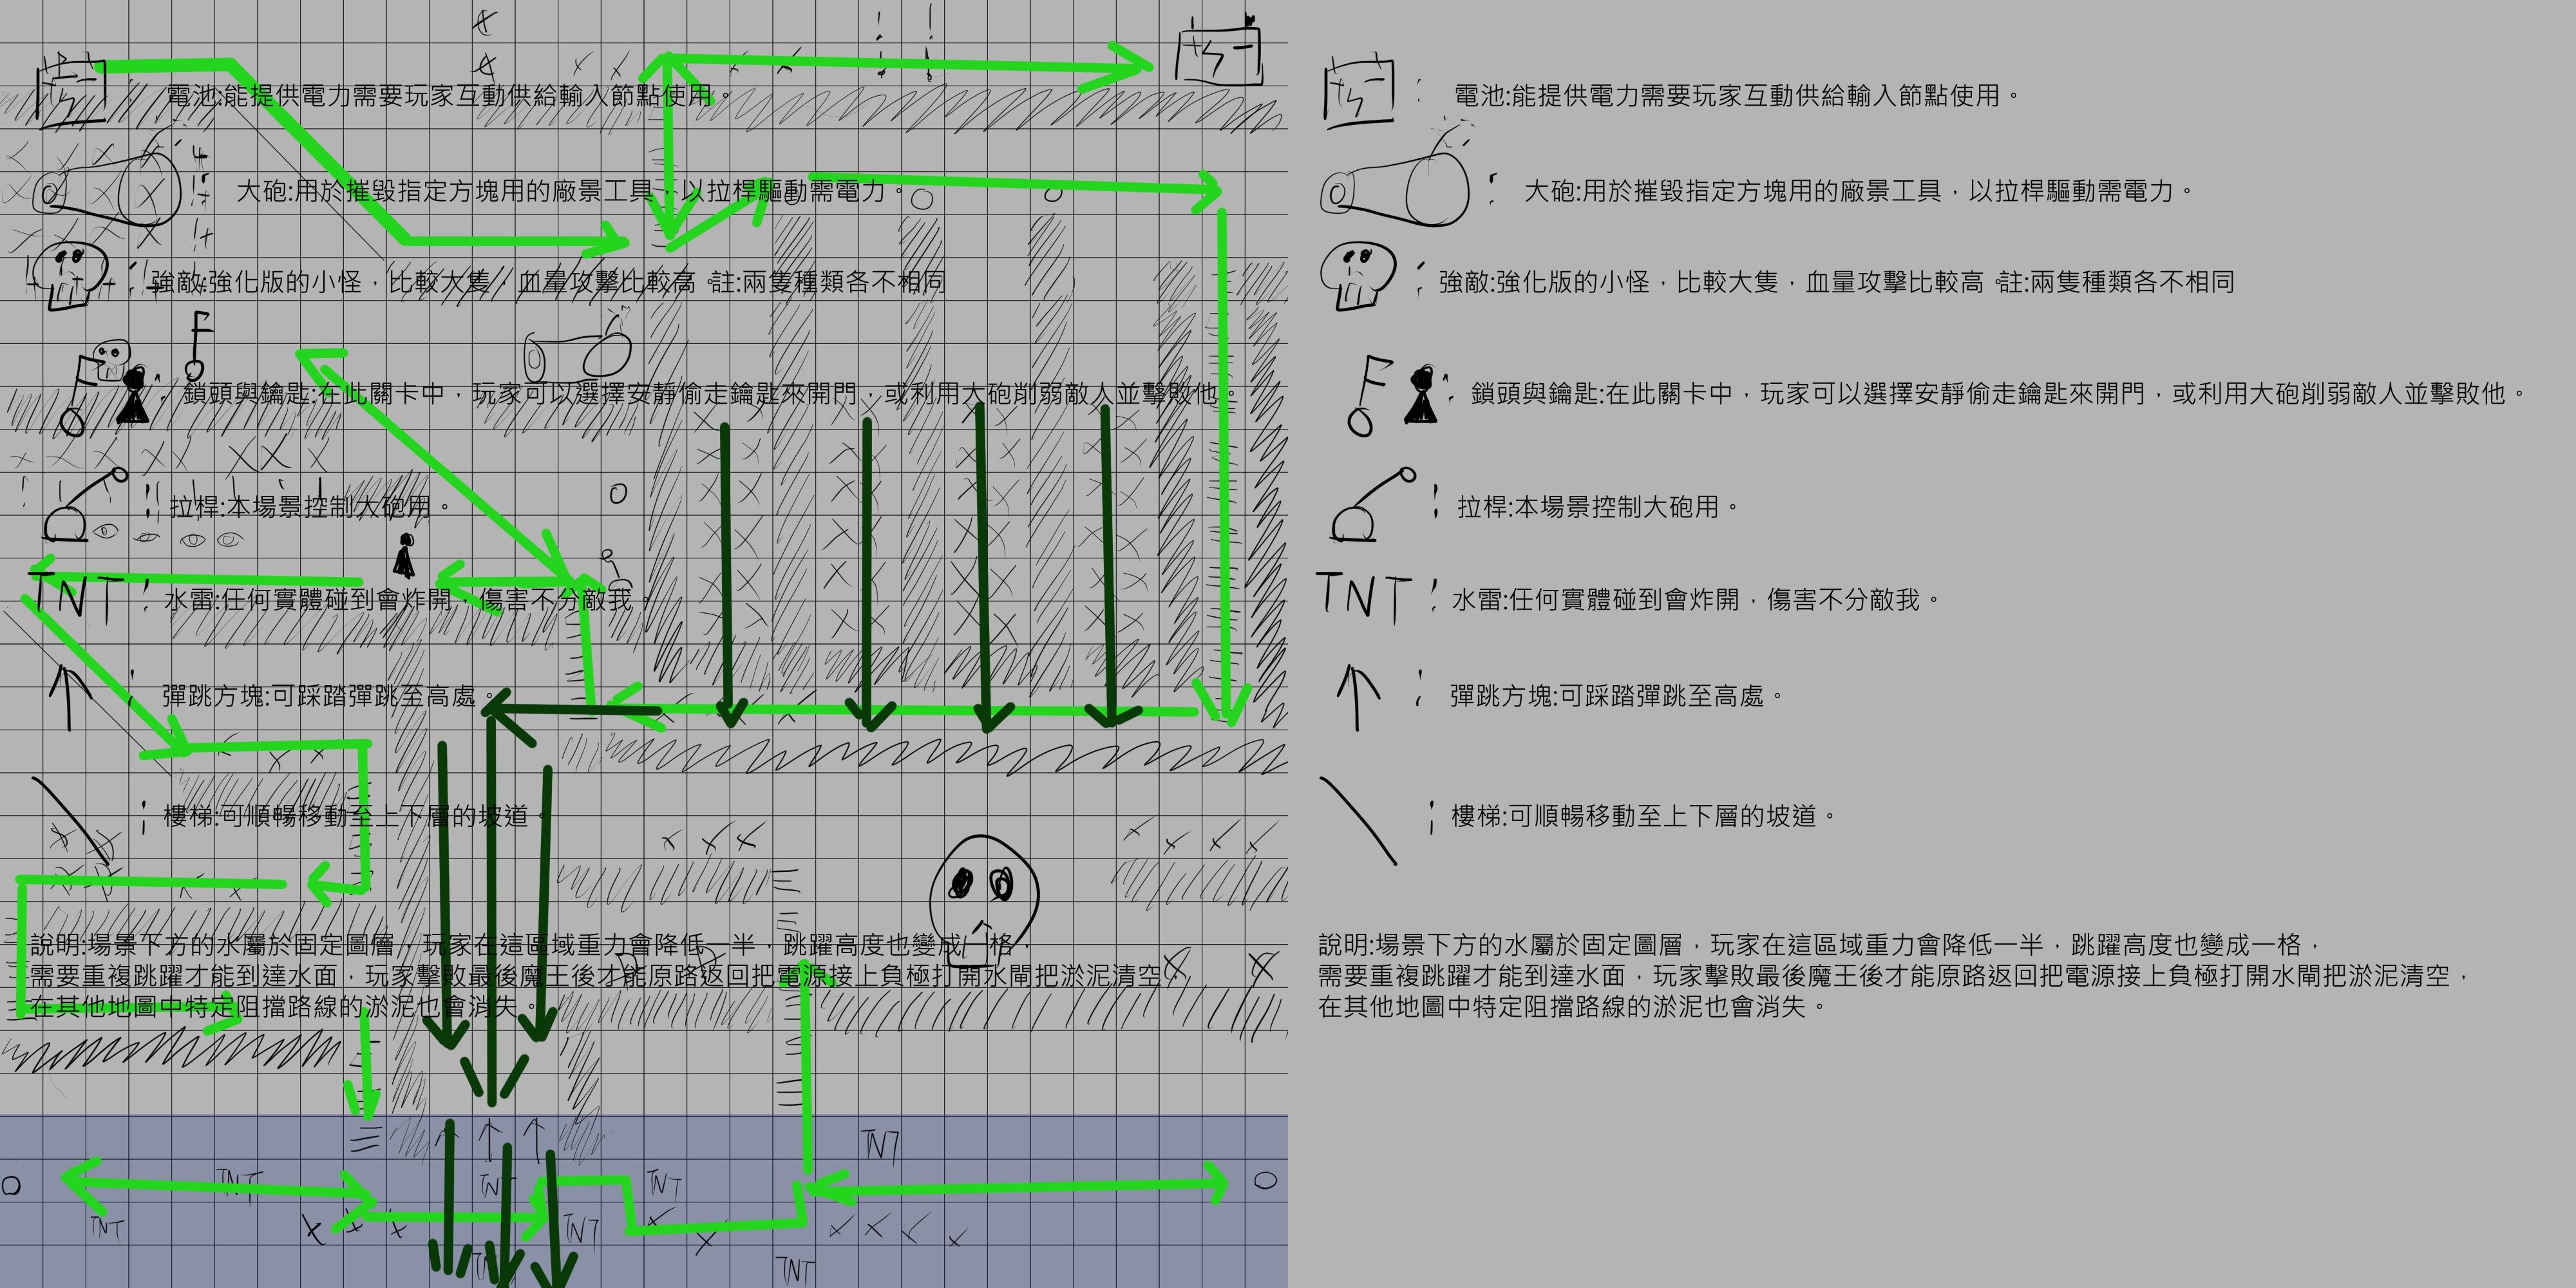 電池:能提供電力需要玩家互動供給輸入節點使用。
大砲:用於摧毀指定方塊用的廠景工具，以拉桿驅動需電力。
強敵:強化版的小怪，比較大隻，血量攻擊比較高。註:兩隻種類各不相同
鎖頭與鑰匙:在此關卡中，玩家可以選擇安靜偷走鑰匙來開門，或利用大砲削弱敵人並擊敗他。
拉桿:本場景控制大砲用。
TNT
水雷:任何實體碰到會炸開，傷害不分敵我。
彈跳方塊:可踩踏彈跳至高處。
樓梯:可順暢移動至上下層的坡道。
說明:場景下方的水屬於固定圖層，玩家在這區域重力會降低一半，跳躍高度也變成一格，
需要重複跳躍才能到達水面，玩家擊敗最後魔王後才能原路返回把電源接上負極打開水閘把淤泥清空，
在其他地圖中特定阻擋路線的淤泥也會消失。
TNT
TNT
TNT
TNT
TNT
TNT
TNT
電池:能提供電力需要玩家互動供給輸入節點使用。
大砲:用於摧毀指定方塊用的廠景工具，以拉桿驅動需電力。
強敵:強化版的小怪，比較大隻，血量攻擊比較高。註:兩隻種類各不相同
鎖頭與鑰匙:在此關卡中，玩家可以選擇安靜偷走鑰匙來開門，或利用大砲削弱敵人並擊敗他。
拉桿:本場景控制大砲用。
TNT : 水雷:任何實體碰到會炸開，傷害不分敵我。
彈跳方塊:可踩踏彈跳至高處。
樓梯:可順暢移動至上下層的坡道。
說明:場景下方的水屬於固定圖層，玩家在這區域重力會降低一半，跳躍高度也變成一格，
需要重複跳躍才能到達水面，玩家擊敗最後魔王後才能原路返回把電源接上負極打開水閘把淤泥清空，
在其他地圖中特定阻擋路線的淤泥也會消失。